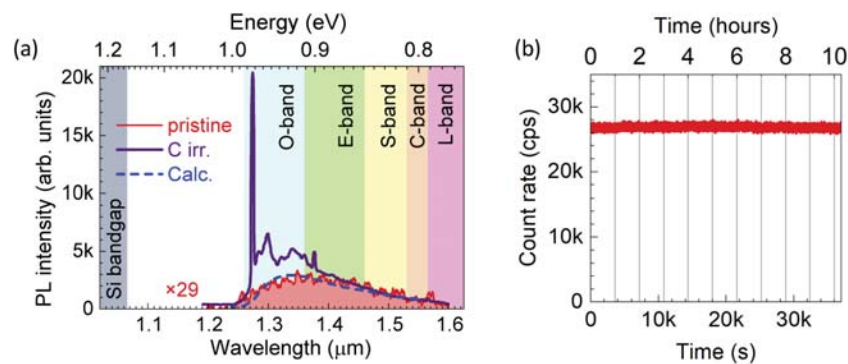 (a)
Energy (eV)
1.2 1.1 1.0 0.9 0.8
20k
15k
10k
5k
0
PL intensity (arb. units)
Si bandgap
pristine
C irr.
Calc.
×29
O-band
E-band
S-band
C-band
L-band
1.1 1.2 1.3 1.4 1.5 1.6
Wavelength (μm)
(b)
Time (hours)
0 2 4 6 8 10
30k
20k
10k
0
Count rate (cps)
0 10k 20k 30k
Time (s)